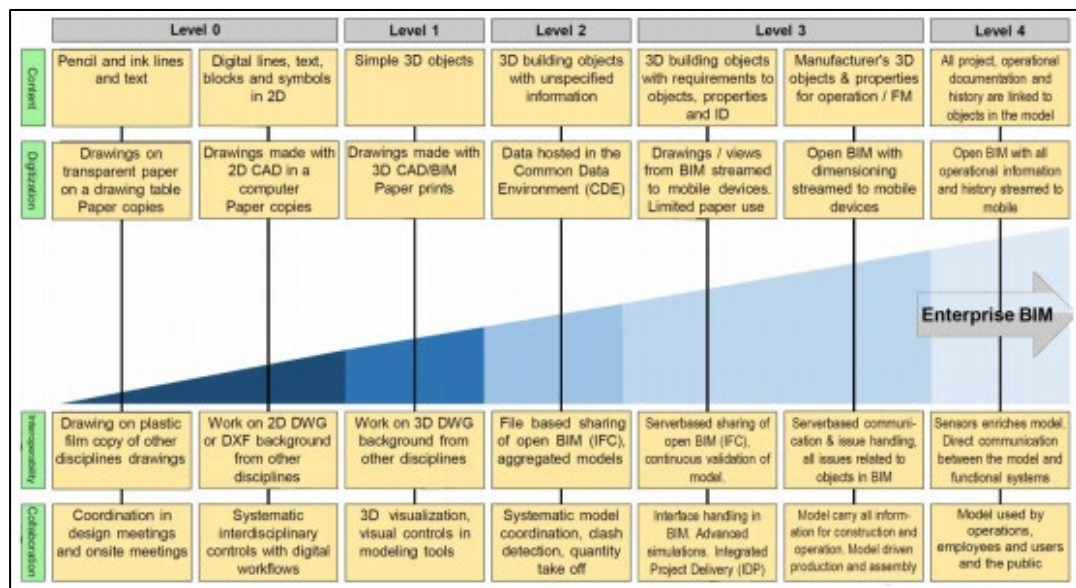 Level 0
Level 1
Level 2
Level 3
Level 4
Content
Pencil and ink lines
and text
Digital lines, text,
blocks and symbols
in 2D
Simple 3D objects
3D building objects
with unspecified
information
3D building objects
with requirements to
objects, properties
and ID
Manufacturer's 3D
objects & properties
for operation / FM
All project, operational
documentation and
history are linked to
objects in the model
Digitization
Drawings on
transparent paper
on a drawing table
Paper copies
Drawings made with
2D CAD in a
computer
Paper copies
Drawings made with
3D CAD/BIM
Paper prints
Data hosted in the
Common Data
Environment (CDE)
Drawings / views
from BIM streamed
to mobile devices.
Limited paper use
Open BIM with
dimensioning
streamed to mobile
devices
Open BIM with all
operational information
and history streamed to
mobile
Enterprise BIM
Interoperability
Drawing on plastic
film copy of other
disciplines drawings
Work on 2D DWG
or DXF background
from other
disciplines
Work on 3D DWG
background from
other disciplines
File based sharing
of open BIM (IFC),
aggregated models
Serverbased sharing of
open BIM (IFC),
continuous validation of
model.
Serverbased communi-
cation & issue handling,
all issues related to
objects in BIM
Sensors enriches model.
Direct communication
between the model and
functional systems
Collaboration
Coordination in
design meetings
and onsite meetings
Systematic
interdisciplinary
controls with digital
workflows
3D visualization,
visual controls in
modeling tools
Systematic model
coordination, clash
detection, quantity
take off
Interface handling in
BIM. Advanced
simulations. Integrated
Project Delivery (IDP)
Model carry all infor-
mation for construction and
operation. Model driven
production and assembly
Model used by
operations,
employees and users
and the public